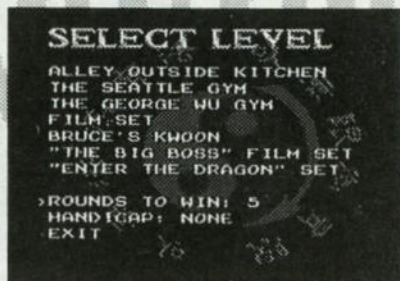 SELECT LEVEL
ALLEY OUTSIDE KITCHEN
THE SEATTLE GYM
THE GEORGE WU GYM
FILM SET
BRUCE'S KWOON
"THE BIG BOSS" FILM SET
"ENTER THE DRAGON" SET
›ROUNDS TO WIN: 5
HANDICAP: NONE
EXIT